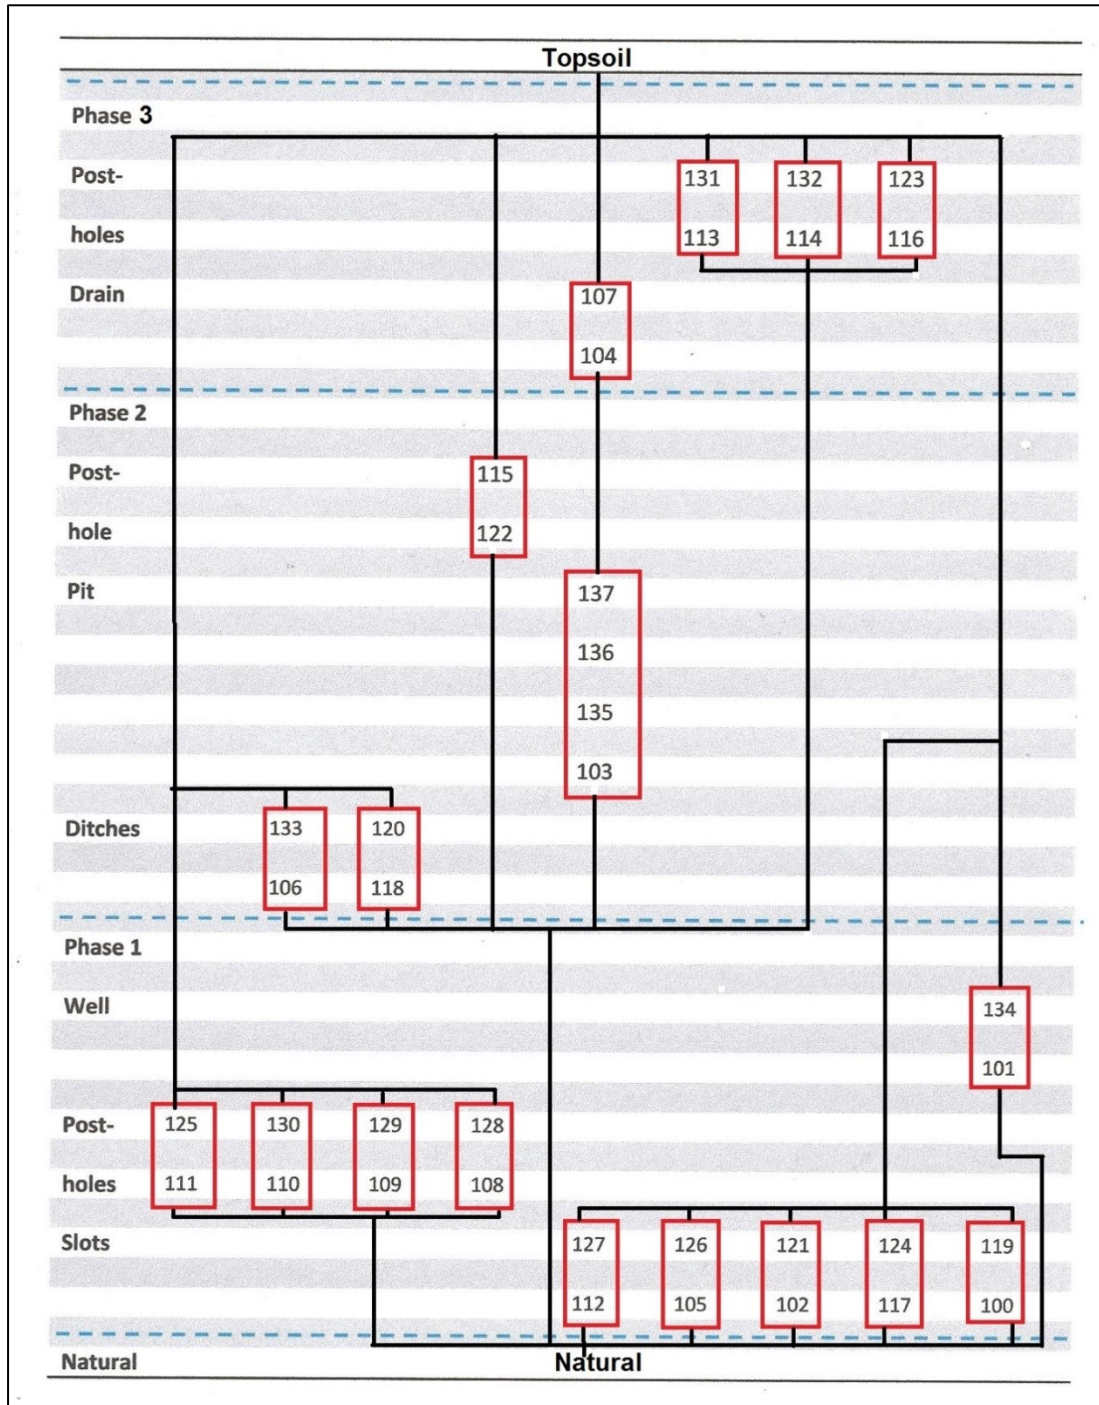 Topsoil
Phase 3
Post- 131 132 123
holes 113 114 116
Drain 107
104
Phase 2
Post- 115
hole 122
Pit 137
136
135
103
Ditches 133 120
106 118
Phase 1
Well 134
101
Post- 125 130 129 128
holes 111 110 109 108
Slots 127 126 121 124 119
112 105 102 117 100
Natural Natural